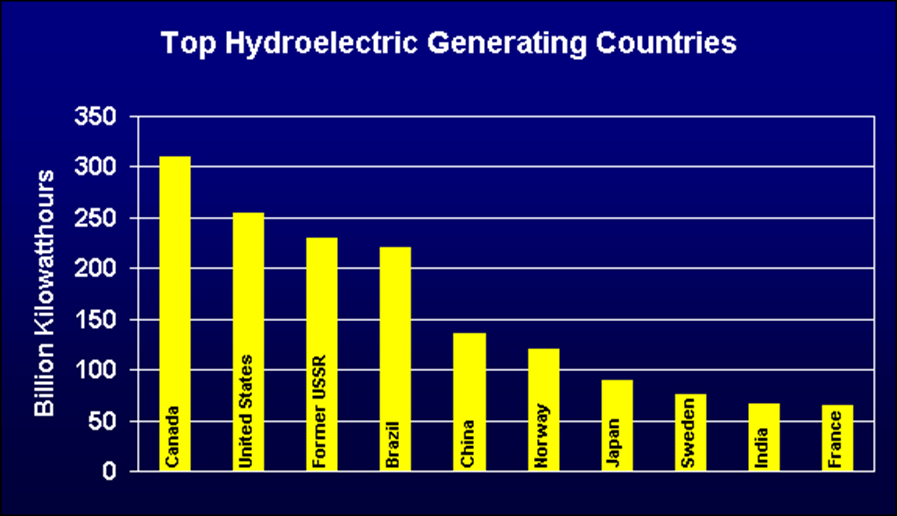 Top Hydroelectric Generating Countries
Billion Kilowatthours
350
300
250
200
150
100
50
0
Canada
United States
Former USSR
Brazil
China
Norway
Japan
Sweden
India
France